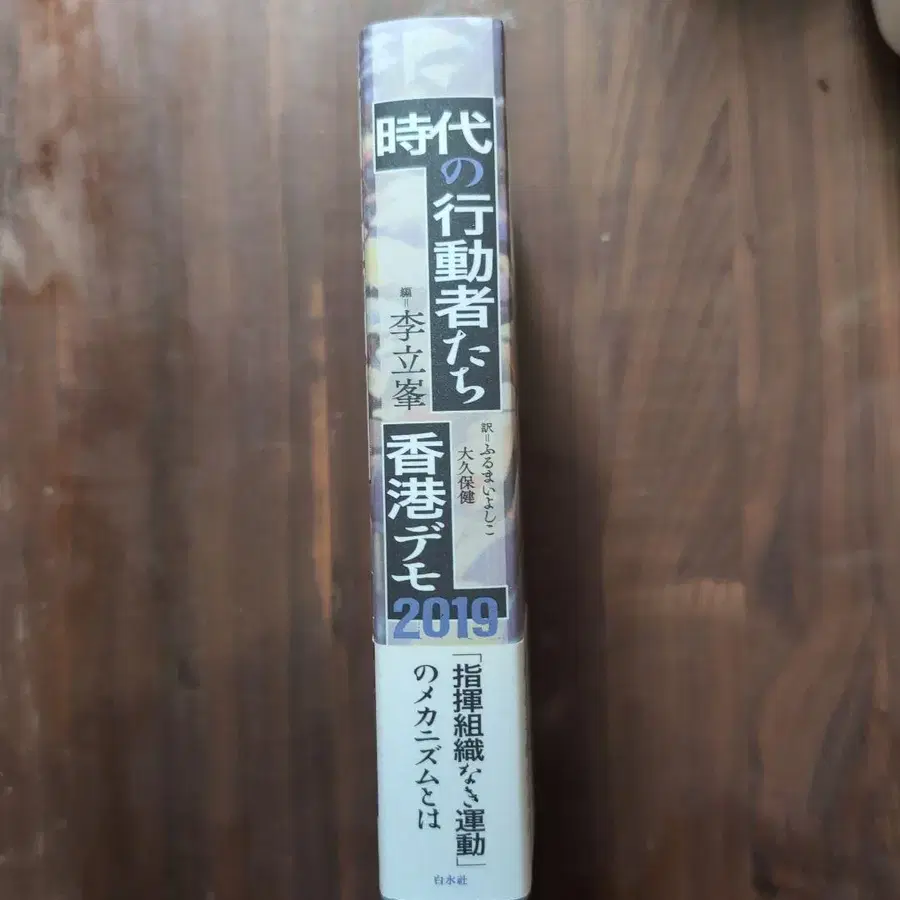 時代の行動者たち
編=李立峯
香港デモ
2019
訳=ふるまいよしこ
大久保健
「指揮組織なき運動」
のメカニズムとは
白水社